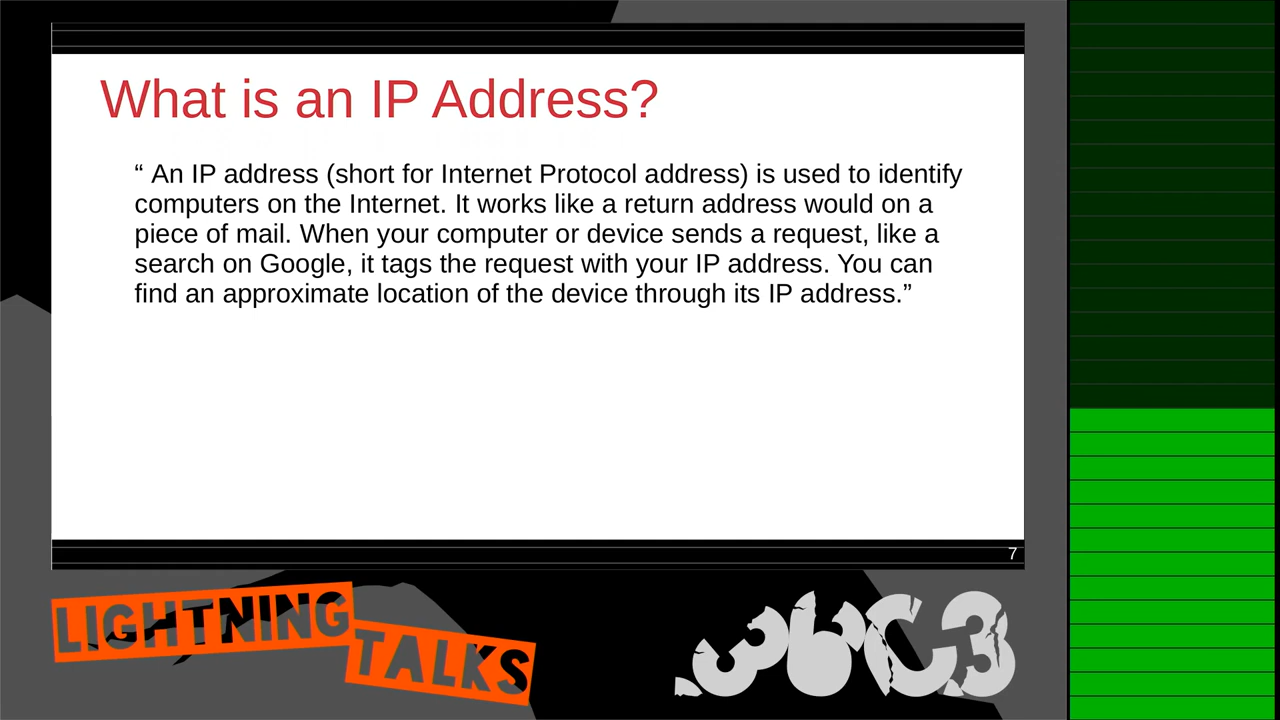 What is an IP Address?
“ An IP address (short for Internet Protocol address) is used to identify
computers on the Internet. It works like a return address would on a
piece of mail. When your computer or device sends a request, like a
search on Google, it tags the request with your IP address. You can
find an approximate location of the device through its IP address.”
7
LIGHTNING
TALKS
36C3